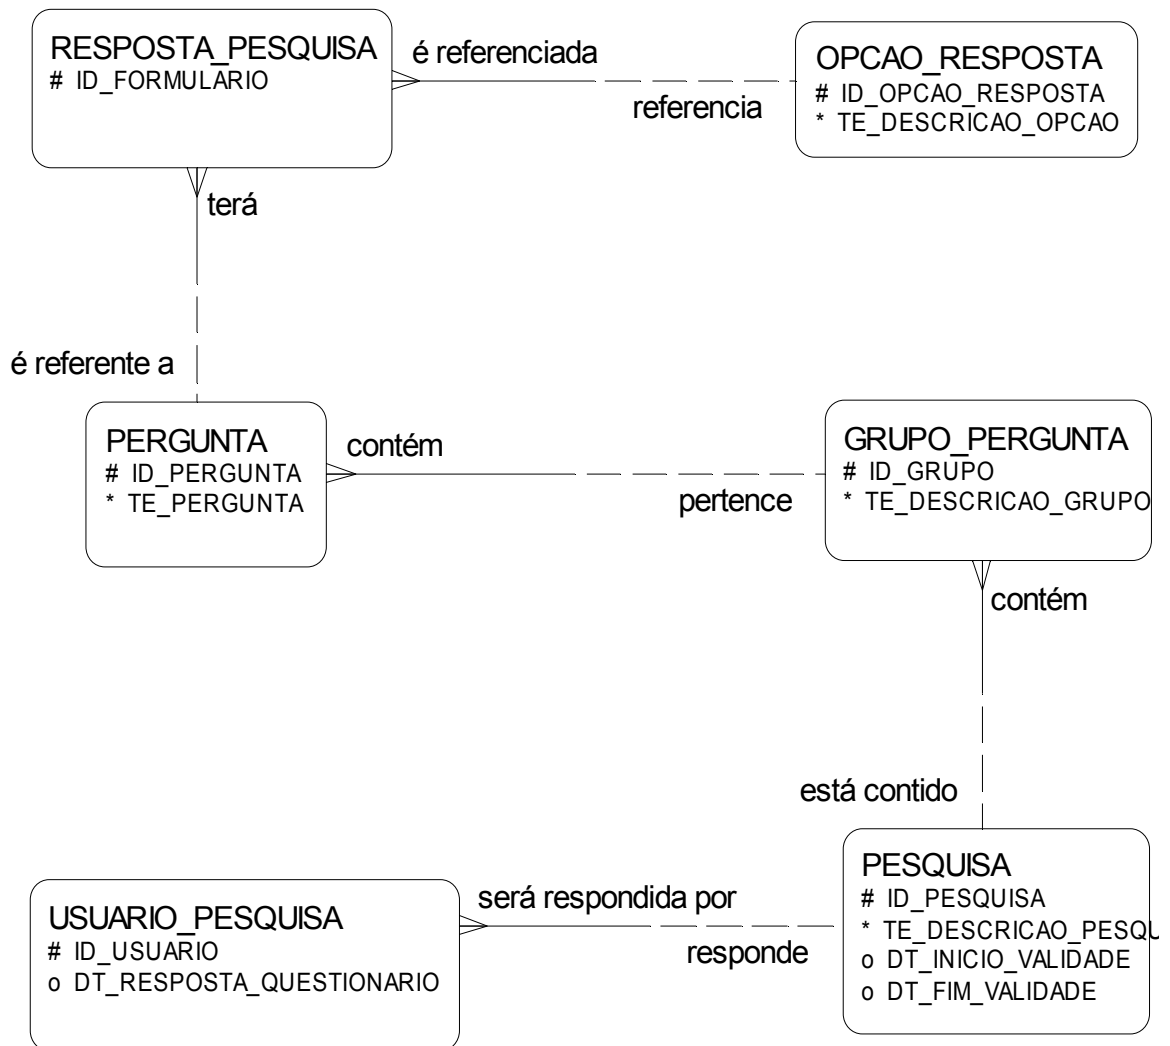 RESPOSTA_PESQUISA
# ID_FORMULARIO
é referenciada
referencia
OPCAO_RESPOSTA
# ID_OPCAO_RESPOSTA
* TE_DESCRICAO_OPCAO
terá
é referente a
PERGUNTA
# ID_PERGUNTA
* TE_PERGUNTA
contém
pertence
GRUPO_PERGUNTA
# ID_GRUPO
* TE_DESCRICAO_GRUPO
contém
está contido
PESQUISA
# ID_PESQUISA
* TE_DESCRICAO_PESQU
o DT_INICIO_VALIDADE
o DT_FIM_VALIDADE
será respondida por
responde
USUARIO_PESQUISA
# ID_USUARIO
o DT_RESPOSTA_QUESTIONARIO